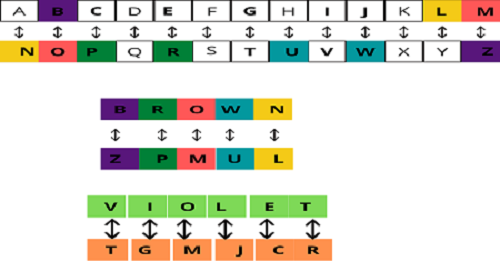 A B C D E F G H I J K L M
N O P Q R S T U V W X Y Z
B R O W N
Z P M U L
V I O L E T
T G M J C R